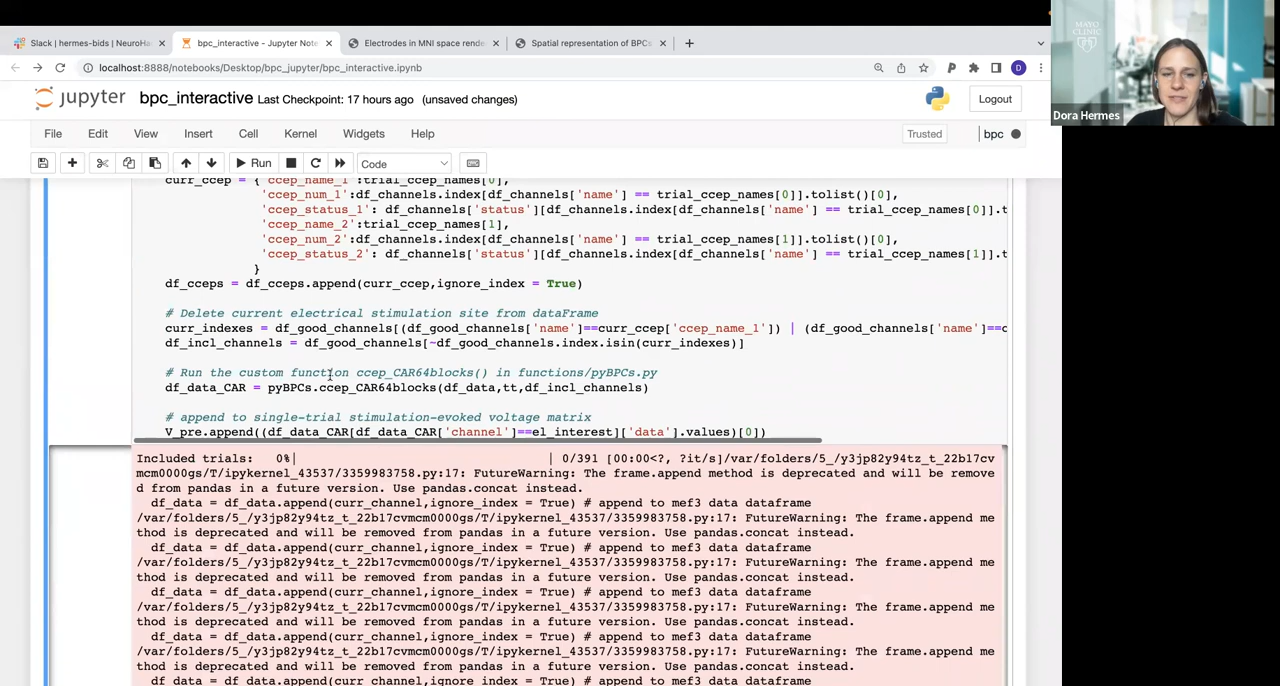 Slack | hermes-bids | NeuroHa
bpc_interactive - Jupyter Note
Electrodes in MNI space rende
Spatial representation of BPCs
localhost:8888/notebooks/Desktop/bpc_jupyter/bpc_interactive.ipynb
MAYO
CLINIC
Dora Hermes
jupyter bpc_interactive Last Checkpoint: 17 hours ago (unsaved changes)
Logout
File Edit View Insert Cell Kernel Widgets Help
Trusted
bpc
Run
Code
curr_ccep = {'ccep_name_1':trial_ccep_names[0],
'ccep_num_1':df_channels.index[df_channels['name'] == trial_ccep_names[0]].tolist()[0],
'ccep_status_1': df_channels['status'][df_channels.index[df_channels['name'] == trial_ccep_names[0]].t
'ccep_name_2':trial_ccep_names[1],
'ccep_num_2':df_channels.index[df_channels['name'] == trial_ccep_names[1]].tolist()[0],
'ccep_status_2': df_channels['status'][df_channels.index[df_channels['name'] == trial_ccep_names[1]].t
}
df_cceps = df_cceps.append(curr_ccep,ignore_index = True)
# Delete current electrical stimulation site from dataFrame
curr_indexes = df_good_channels[(df_good_channels['name']==curr_ccep['ccep_name_1']) | (df_good_channels['name']==c
df_incl_channels = df_good_channels[~df_good_channels.index.isin(curr_indexes)]
# Run the custom function ccep_CAR64blocks() in functions/pyBPCs.py
df_data_CAR = pyBPCs.ccep_CAR64blocks(df_data,tt,df_incl_channels)
# append to single-trial stimulation-evoked voltage matrix
V_pre.append((df_data_CAR[df_data_CAR['channel']==el_interest]['data'].values)[0])
Included trials: 0%| | 0/391 [00:00<?, ?it/s]/var/folders/5_/y3jp82y94tz_t_22b17cv
mcm0000gs/T/ipykernel_43537/3359983758.py:17: FutureWarning: The frame.append method is deprecated and will be remove
d from pandas in a future version. Use pandas.concat instead.
df_data = df_data.append(curr_channel,ignore_index = True) # append to mef3 data dataframe
/var/folders/5_/y3jp82y94tz_t_22b17cvmcm0000gs/T/ipykernel_43537/3359983758.py:17: FutureWarning: The frame.append me
thod is deprecated and will be removed from pandas in a future version. Use pandas.concat instead.
df_data = df_data.append(curr_channel,ignore_index = True) # append to mef3 data dataframe
/var/folders/5_/y3jp82y94tz_t_22b17cvmcm0000gs/T/ipykernel_43537/3359983758.py:17: FutureWarning: The frame.append me
thod is deprecated and will be removed from pandas in a future version. Use pandas.concat instead.
df_data = df_data.append(curr_channel,ignore_index = True) # append to mef3 data dataframe
/var/folders/5_/y3jp82y94tz_t_22b17cvmcm0000gs/T/ipykernel_43537/3359983758.py:17: FutureWarning: The frame.append me
thod is deprecated and will be removed from pandas in a future version. Use pandas.concat instead.
df_data = df_data.append(curr_channel,ignore_index = True) # append to mef3 data dataframe
/var/folders/5_/y3jp82y94tz_t_22b17cvmcm0000gs/T/ipykernel_43537/3359983758.py:17: FutureWarning: The frame.append me
thod is deprecated and will be removed from pandas in a future version. Use pandas.concat instead.
df_data = df_data.append(curr_channel,ignore_index = True) # append to mef3 data dataframe